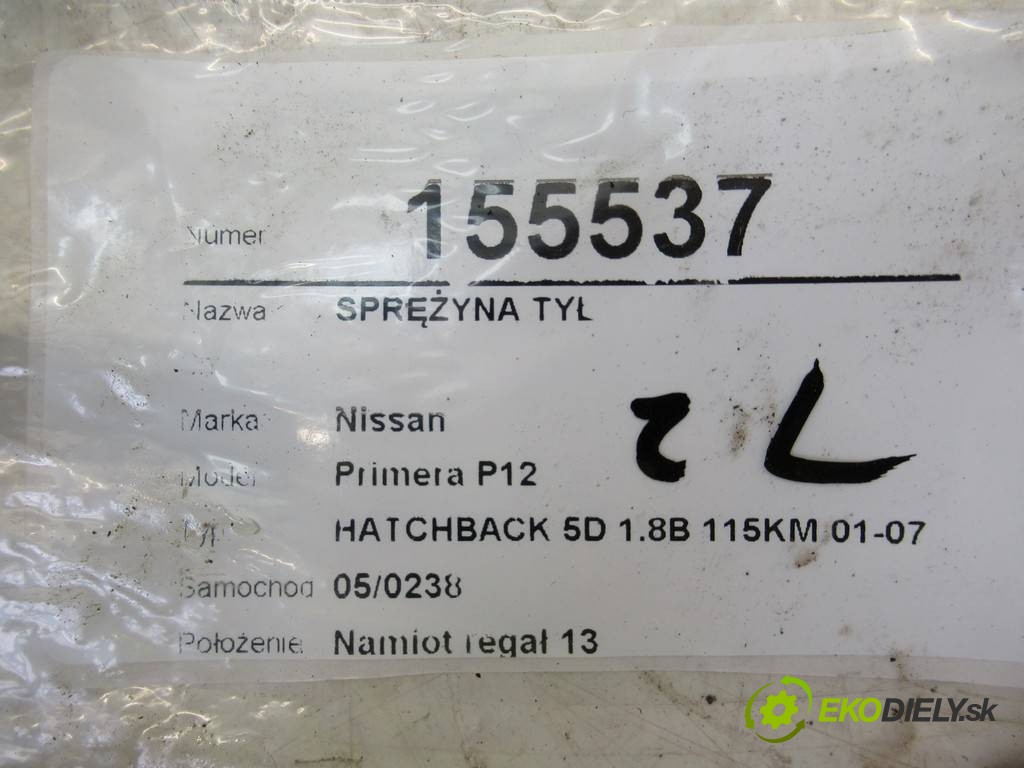 Numer 155537
Nazwa SPRĘŻYNA TYŁ
Marka Nissan
Model Primera P12
Typ HATCHBACK 5D 1.8B 115KM 01-07
Samochod 05/0238
Położenie Namiot regał 13
EKODIELY.sk